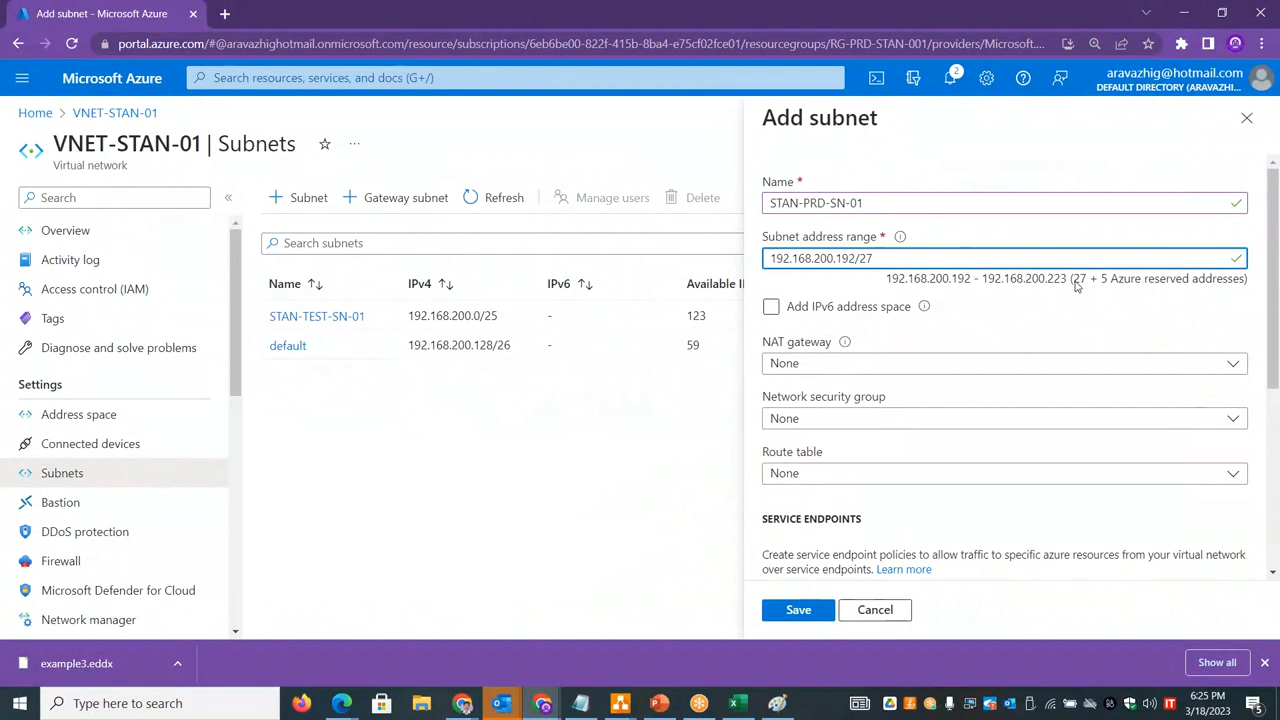 Add subnet - Microsoft Azure
portal.azure.com/#@aravazhighotmail.onmicrosoft.com/resource/subscriptions/6eb6be00-822f-415b-8ba4-e75cf02fce01/resourcegroups/RG-PRD-STAN-001/providers/Microsoft....
Microsoft Azure
Search resources, services, and docs (G+/)
2
aravazhig@hotmail.com
DEFAULT DIRECTORY (ARAVAZHI...
Home > VNET-STAN-01
VNET-STAN-01 | Subnets
Virtual network
Search
Subnet
Gateway subnet
Refresh
Manage users
Delete
Overview
Activity log
Access control (IAM)
Tags
Diagnose and solve problems
Settings
Address space
Connected devices
Subnets
Bastion
DDoS protection
Firewall
Microsoft Defender for Cloud
Network manager
Search subnets
Name IPv4 IPv6 Available I
STAN-TEST-SN-01 192.168.200.0/25 - 123
default 192.168.200.128/26 - 59
Add subnet
Name *
STAN-PRD-SN-01
Subnet address range *
192.168.200.192/27
192.168.200.192 - 192.168.200.223 (27 + 5 Azure reserved addresses)
Add IPv6 address space
NAT gateway
None
Network security group
None
Route table
None
SERVICE ENDPOINTS
Create service endpoint policies to allow traffic to specific azure resources from your virtual network
over service endpoints. Learn more
Save
Cancel
example3.eddx
Show all
Type here to search
IT
6:25 PM
3/18/2023
5